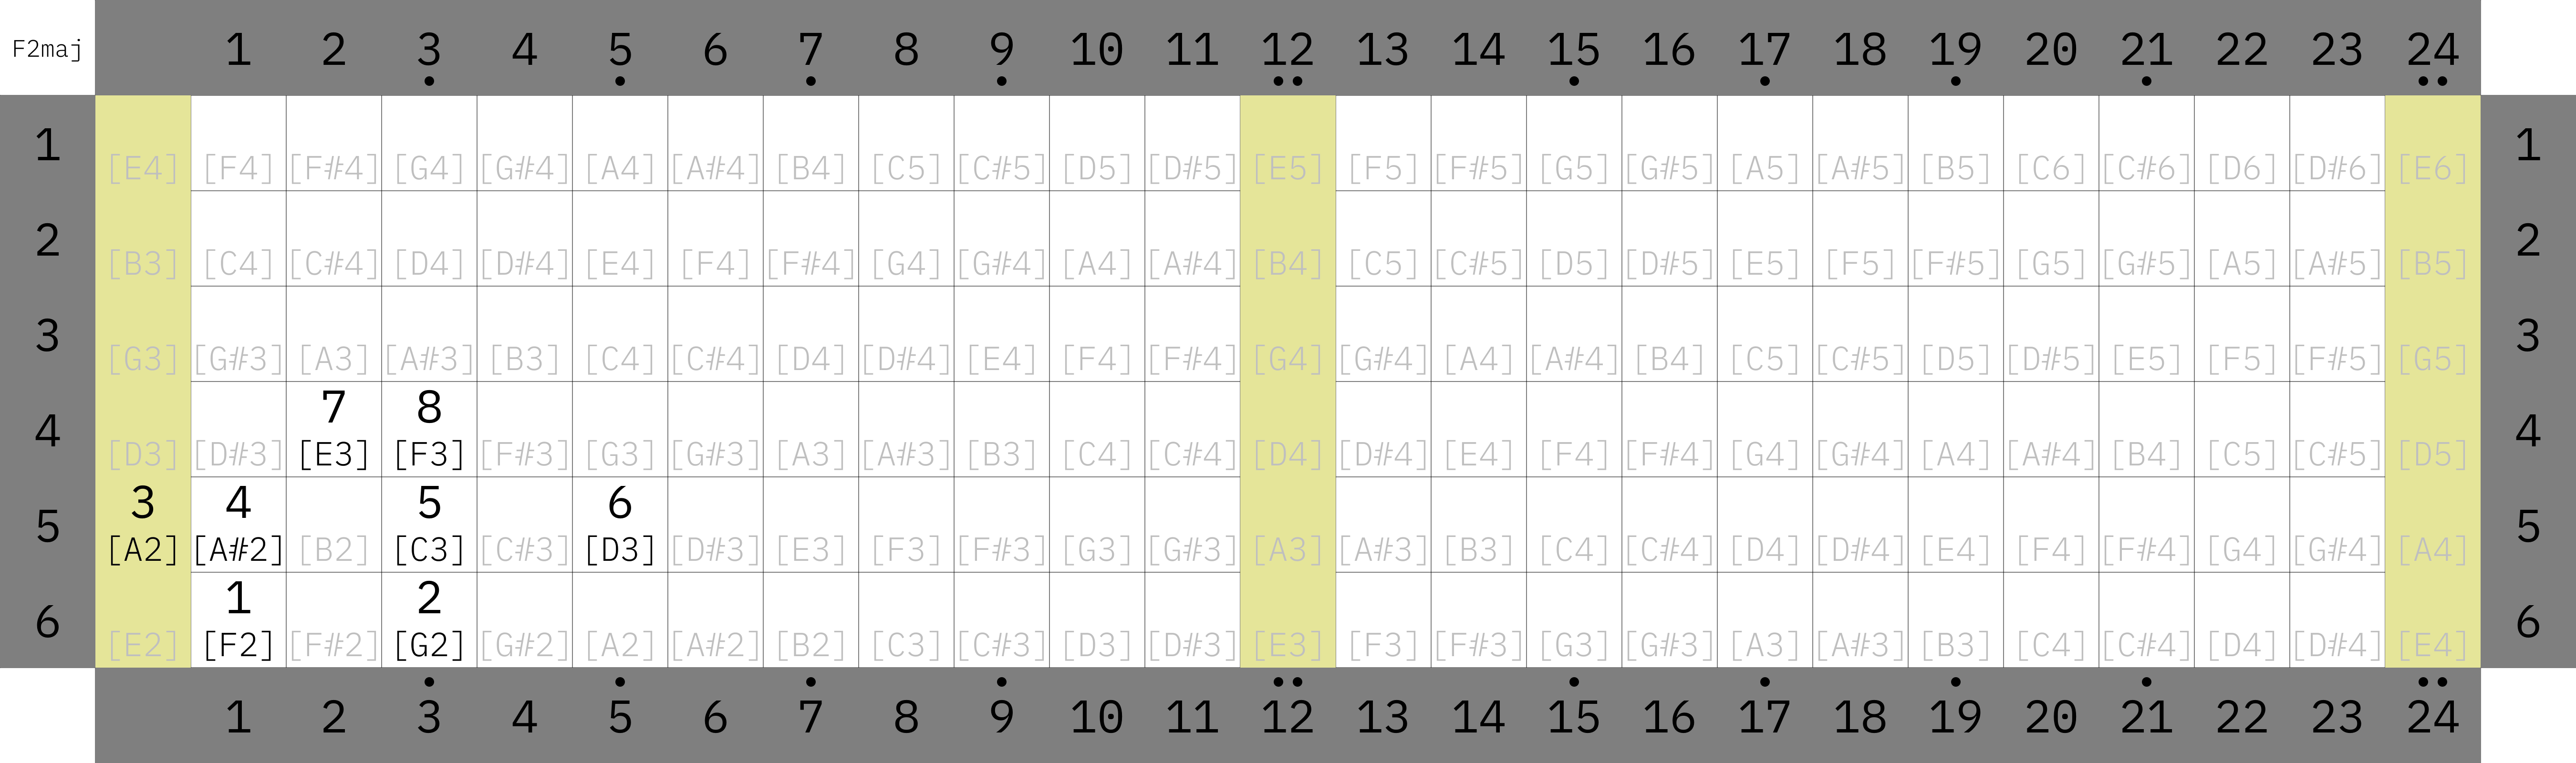 F2maj 1 2 3 4 5 6 7 8 9 10 11 12 13 14 15 16 17 18 19 20 21 22 23 24
1 [E4] [F4] [F#4] [G4] [G#4] [A4] [A#4] [B4] [C5] [C#5] [D5] [D#5] [E5] [F5] [F#5] [G5] [G#5] [A5] [A#5] [B5] [C6] [C#6] [D6] [D#6] [E6] 1
2 [B3] [C4] [C#4] [D4] [D#4] [E4] [F4] [F#4] [G4] [G#4] [A4] [A#4] [B4] [C5] [C#5] [D5] [D#5] [E5] [F5] [F#5] [G5] [G#5] [A5] [A#5] [B5] 2
3 [G3] [G#3] [A3] [A#3] [B3] [C4] [C#4] [D4] [D#4] [E4] [F4] [F#4] [G4] [G#4] [A4] [A#4] [B4] [C5] [C#5] [D5] [D#5] [E5] [F5] [F#5] [G5] 3
7 8
4 [D3] [D#3] [E3] [F3] [F#3] [G3] [G#3] [A3] [A#3] [B3] [C4] [C#4] [D4] [D#4] [E4] [F4] [F#4] [G4] [G#4] [A4] [A#4] [B4] [C5] [C#5] [D5] 4
3 4 5 6
5 [A2] [A#2] [B2] [C3] [C#3] [D3] [D#3] [E3] [F3] [F#3] [G3] [G#3] [A3] [A#3] [B3] [C4] [C#4] [D4] [D#4] [E4] [F4] [F#4] [G4] [G#4] [A4] 5
1 2
6 [E2] [F2] [F#2] [G2] [G#2] [A2] [A#2] [B2] [C3] [C#3] [D3] [D#3] [E3] [F3] [F#3] [G3] [G#3] [A3] [A#3] [B3] [C4] [C#4] [D4] [D#4] [E4] 6
1 2 3 4 5 6 7 8 9 10 11 12 13 14 15 16 17 18 19 20 21 22 23 24